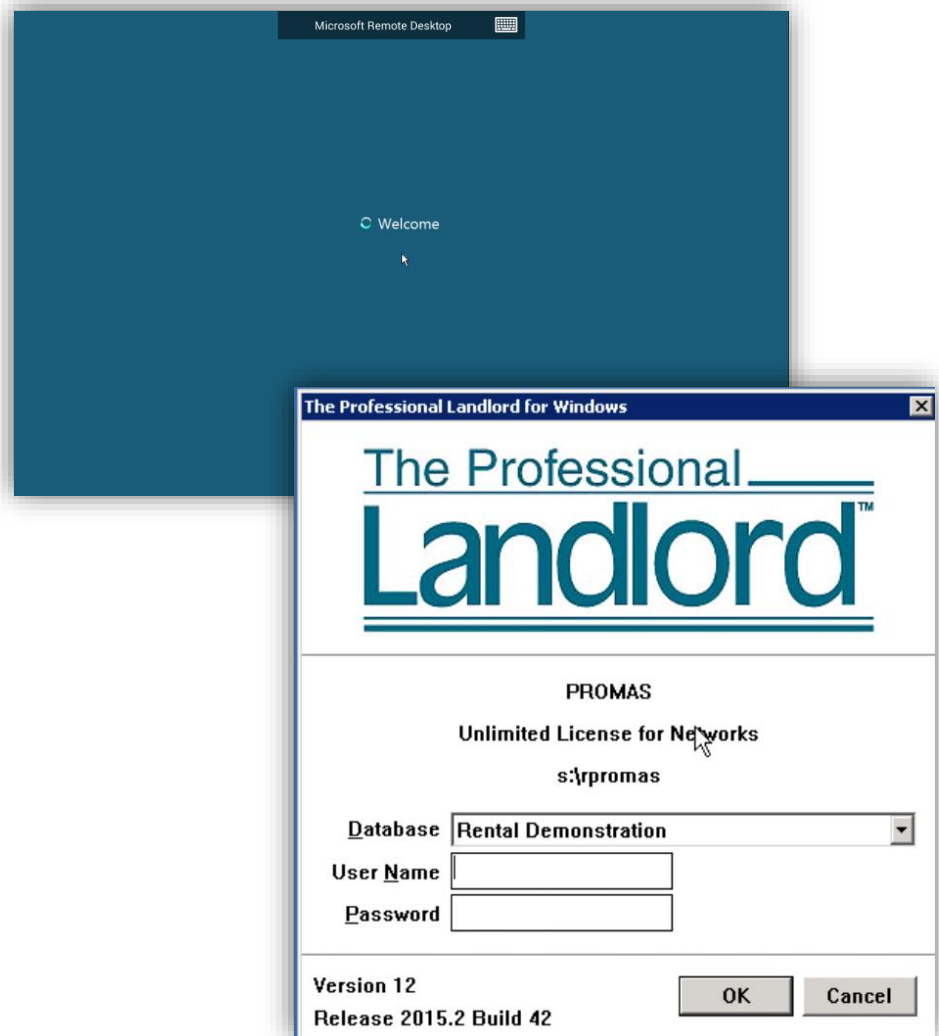 Microsoft Remote Desktop
Welcome
The Professional Landlord for Windows
The Professional
Landlord™
PROMAS
Unlimited License for Networks
s:\rpromas
Database Rental Demonstration
User Name
Password
Version 12
Release 2015.2 Build 42
OK Cancel